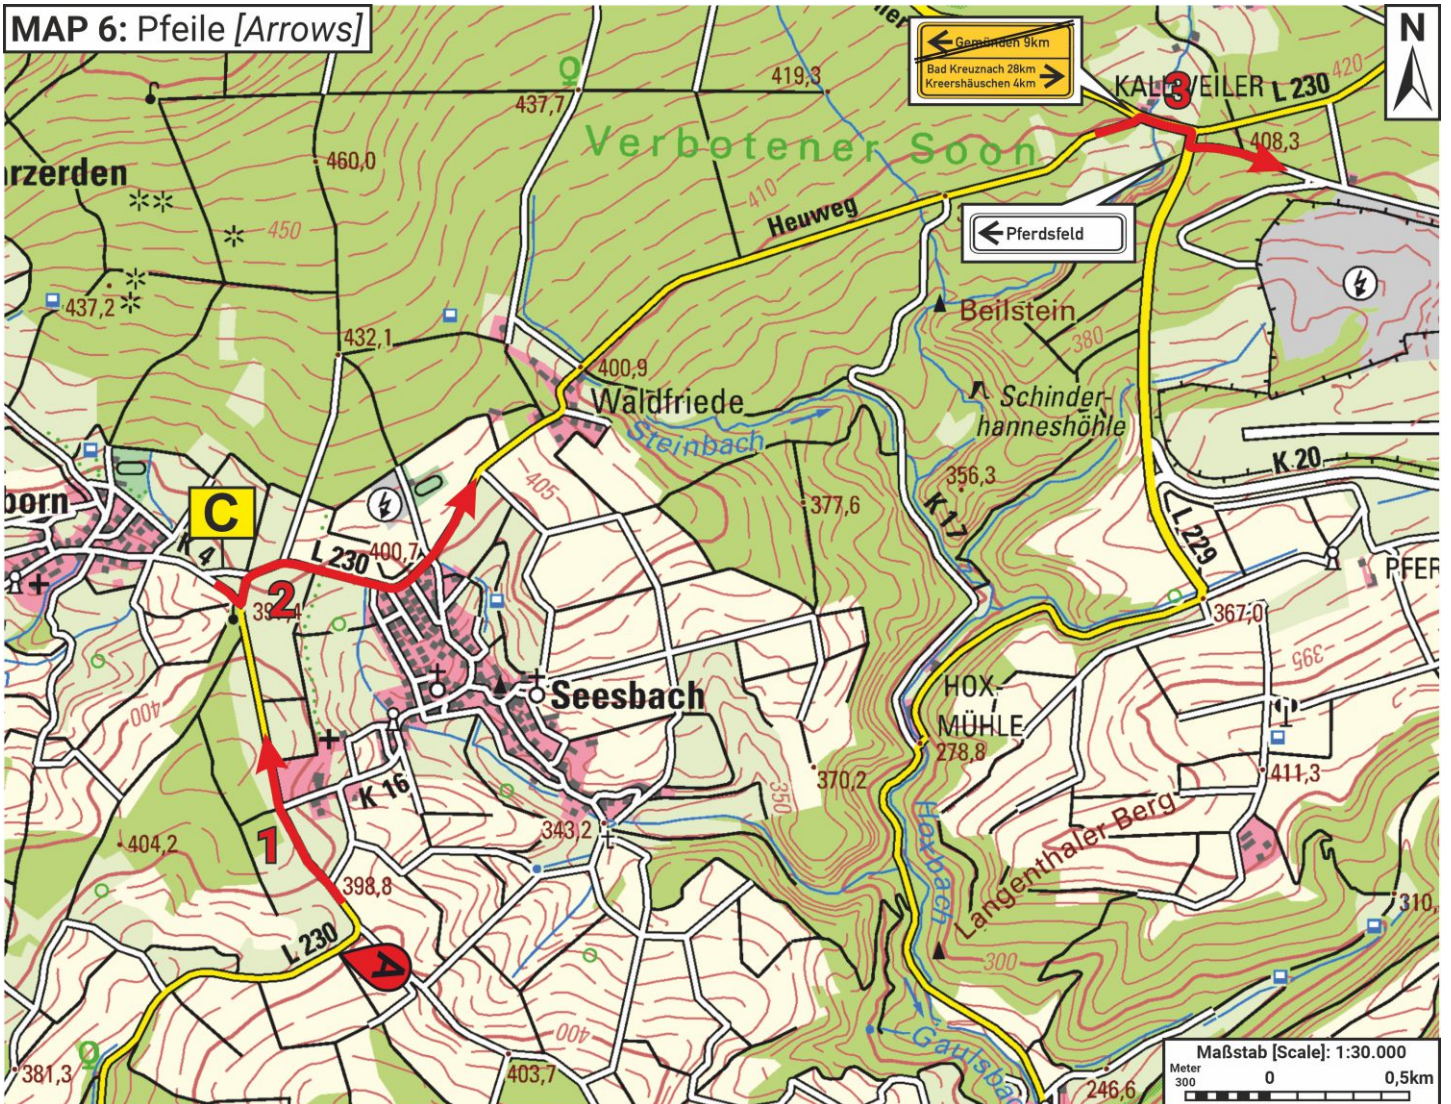 MAP 6: Pfeile [Arrows]
Gemünden 9km
Bad Kreuznach 28km
Kreershäuschen 4km
N
419,3
KALLWEILER
3
L 230
420
437,7
Verbotener Soon
408,3
460,0
rzerden
410
Heuweg
Pferdsfeld
450
437,2
Beilstein
380
432,1
400,9
Waldfriede
Schinder-
hanneshöhle
Steinbach
405
K 20
356,3
born
C
377,6
K 17
K 4
L 230
400,7
L 229
PFER
2
367,0
395
HOX-
MÜHLE
Seesbach
400
278,8
370,2
411,3
K 16
350
343,2
Hoxbach
Langenthaler Berg
1
404,2
398,8
310,
L 230
A
300
400
Gaulsbach
381,3
403,7
246,6
Maßstab [Scale]: 1:30.000
Meter
300
0
0,5km